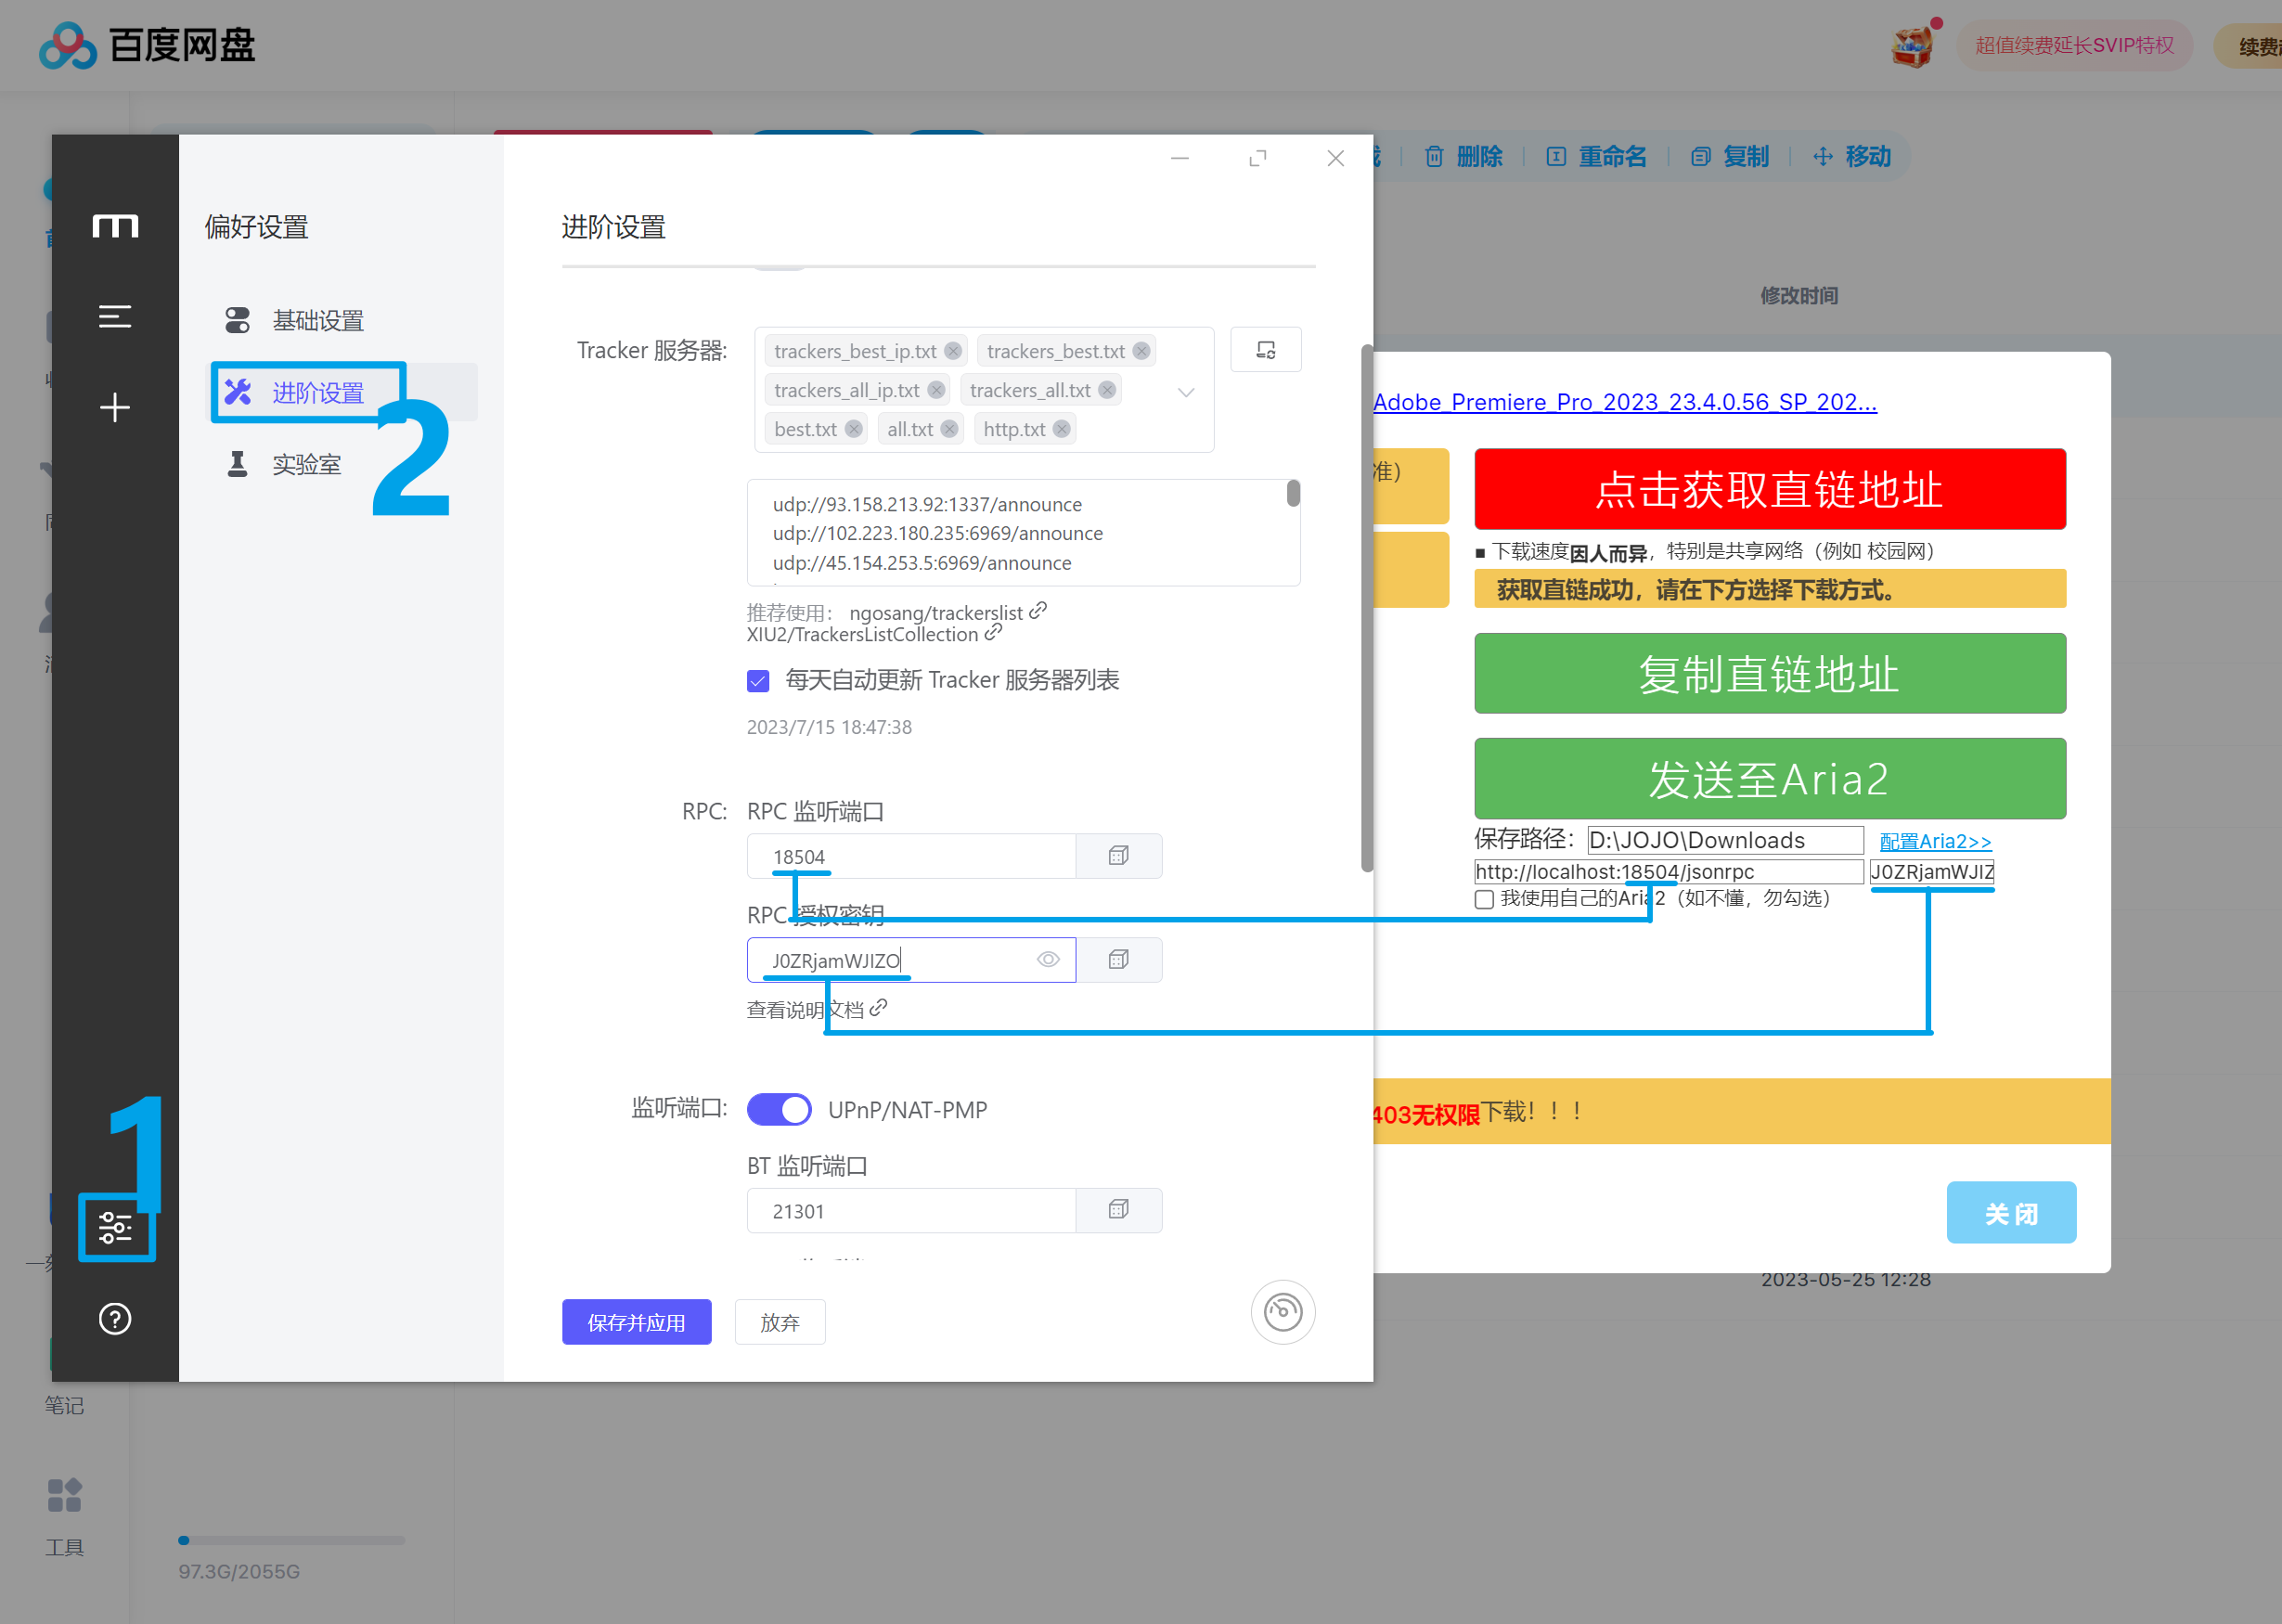 百度网盘
超值续费延长SVIP特权
删除
重命名
复制
移动
修改时间
偏好设置
基础设置
进阶设置
实验室
1
2
进阶设置
Tracker 服务器:
trackers_best_ip.txt
trackers_best.txt
trackers_all_ip.txt
trackers_all.txt
best.txt
all.txt
http.txt
udp://93.158.213.92:1337/announce
udp://102.223.180.235:6969/announce
udp://45.154.253.5:6969/announce
推荐使用: ngosang/trackerslist
XIU2/TrackersListCollection
每天自动更新 Tracker 服务器列表
2023/7/15 18:47:38
RPC: RPC 监听端口
18504
RPC 授权密钥
J0ZRjamWJIZO
查看说明文档
监听端口: UPnP/NAT-PMP
BT 监听端口
21301
保存并应用
放弃
Adobe_Premiere_Pro_2023_23.4.0.56_SP_202...
准）
点击获取直链地址
■ 下载速度因人而异，特别是共享网络（例如 校园网）
获取直链成功，请在下方选择下载方式。
复制直链地址
发送至Aria2
保存路径：D:\JOJO\Downloads 配置Aria2>>
http://localhost:18504/jsonrpc J0ZRjamWJIZ
我使用自己的Aria2（如不懂，勿勾选）
403无权限下载！！！
关闭
2023-05-25 12:28
笔记
工具
97.3G/2055G